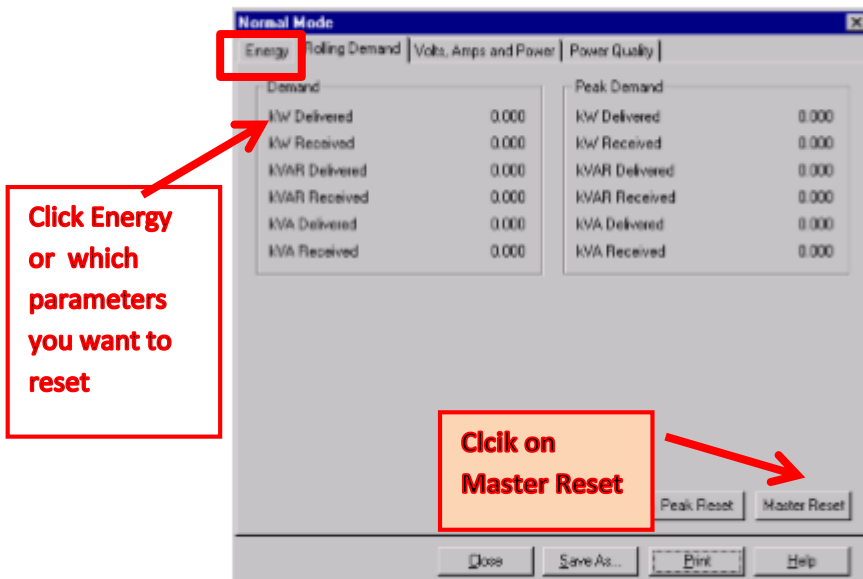 Normal Mode
Energy Rolling Demand Volts, Amps and Power Power Quality
Demand
kW Delivered 0.000
kW Received 0.000
kVAR Delivered 0.000
kVAR Received 0.000
kVA Delivered 0.000
kVA Received 0.000
Peak Demand
kW Delivered 0.000
kW Received 0.000
kVAR Delivered 0.000
kVAR Received 0.000
kVA Delivered 0.000
kVA Received 0.000
Click Energy
or which
parameters
you want to
reset
Clcik on
Master Reset
Peak Reset Master Reset
Close Save As... Print Help